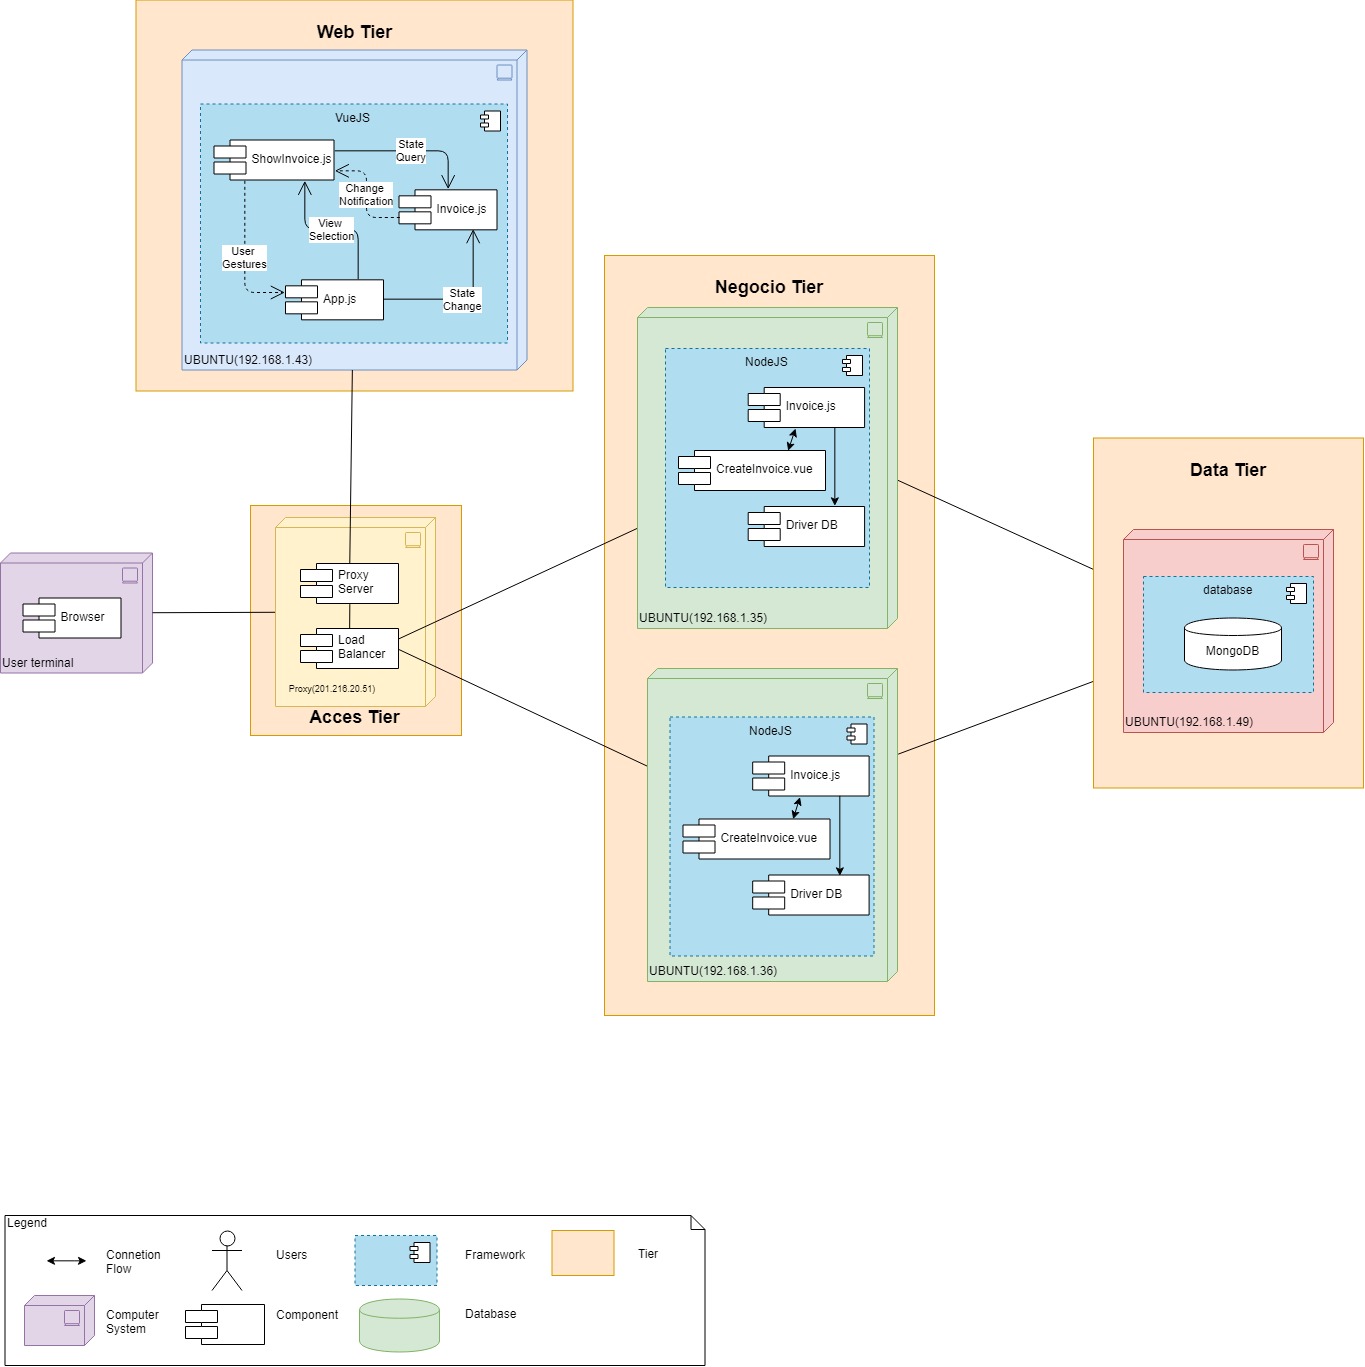 Web Tier
VueJS
ShowInvoice.js
State
Query
Change
Notification
Invoice.js
View
Selection
User
Gestures
App.js
State
Change
UBUNTU(192.168.1.43)
Negocio Tier
NodeJS
Invoice.js
CreateInvoice.vue
Driver DB
UBUNTU(192.168.1.35)
Data Tier
database
MongoDB
UBUNTU(192.168.1.49)
Browser
User terminal
Proxy
Server
Load
Balancer
Proxy(201.216.20.51)
Acces Tier
NodeJS
Invoice.js
CreateInvoice.vue
Driver DB
UBUNTU(192.168.1.36)
Legend
Connetion
Flow
Users
Framework
Tier
Computer
System
Component
Database